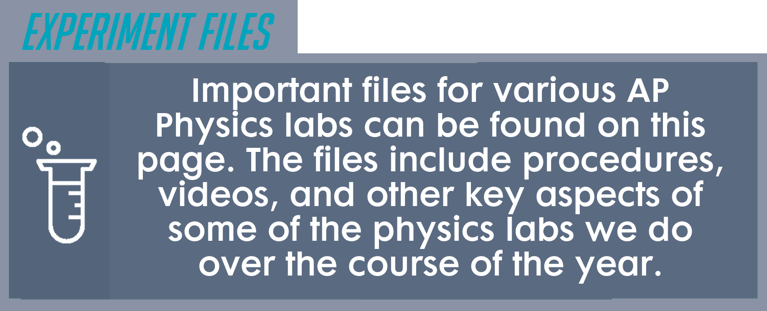 EXPERIMENT FILES
Important files for various AP
Physics labs can be found on this
page. The files include procedures,
videos, and other key aspects of
some of the physics labs we do
over the course of the year.